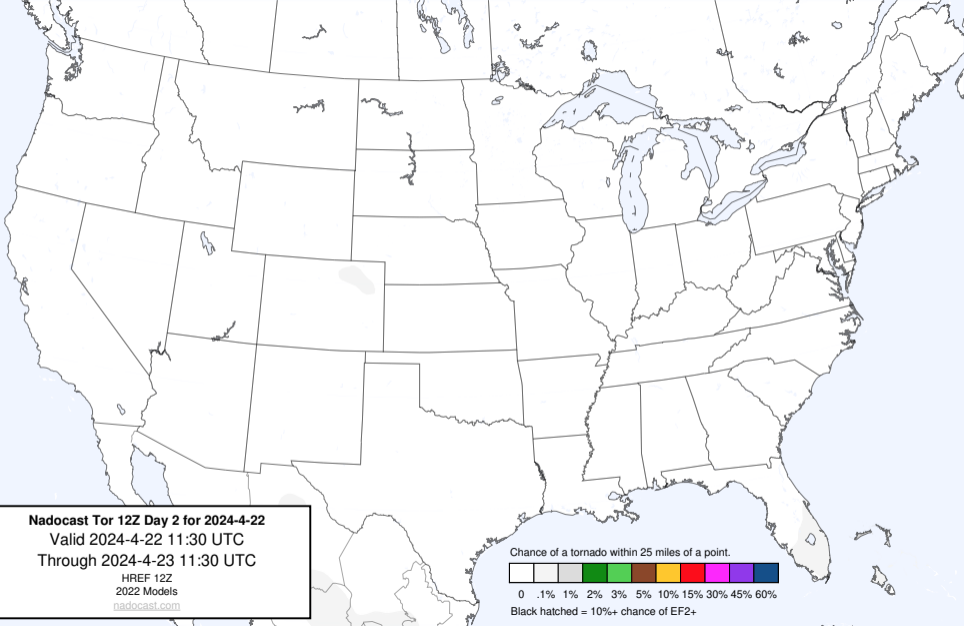 Nadocast Tor 12Z Day 2 for 2024-4-22
Valid 2024-4-22 11:30 UTC
Through 2024-4-23 11:30 UTC
HREF 12Z
2022 Models
nadocast.com
Chance of a tornado within 25 miles of a point.
0 .1% 1% 2% 3% 5% 10% 15% 30% 45% 60%
Black hatched = 10%+ chance of EF2+